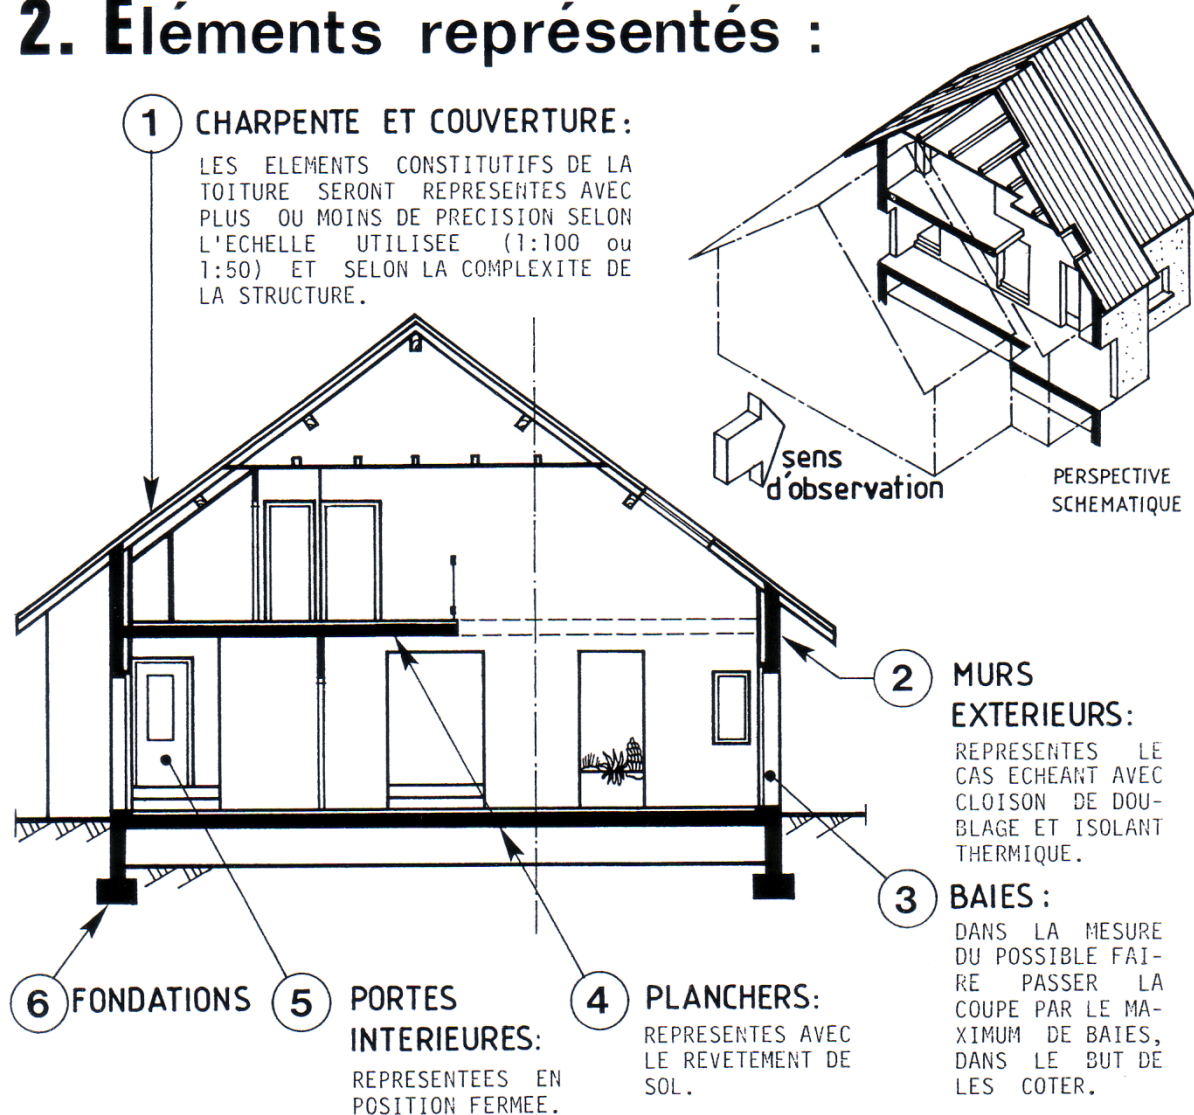 2. Eléments représentés :
1 CHARPENTE ET COUVERTURE:
LES ELEMENTS CONSTITUTIFS DE LA
TOITURE SERONT REPRESENTES AVEC
PLUS OU MOINS DE PRECISION SELON
L'ECHELLE UTILISEE (1:100 ou
1:50) ET SELON LA COMPLEXITE DE
LA STRUCTURE.
sens
d'observation
PERSPECTIVE
SCHEMATIQUE
2 MURS
EXTERIEURS:
REPRESENTES LE
CAS ECHEANT AVEC
CLOISON DE DOU-
BLAGE ET ISOLANT
THERMIQUE.
3 BAIES :
DANS LA MESURE
DU POSSIBLE FAI-
RE PASSER LA
COUPE PAR LE MA-
XIMUM DE BAIES,
DANS LE BUT DE
LES COTER.
6 FONDATIONS
5 PORTES
INTERIEURES:
REPRESENTEES EN
POSITION FERMEE.
4 PLANCHERS:
REPRESENTES AVEC
LE REVETEMENT DE
SOL.